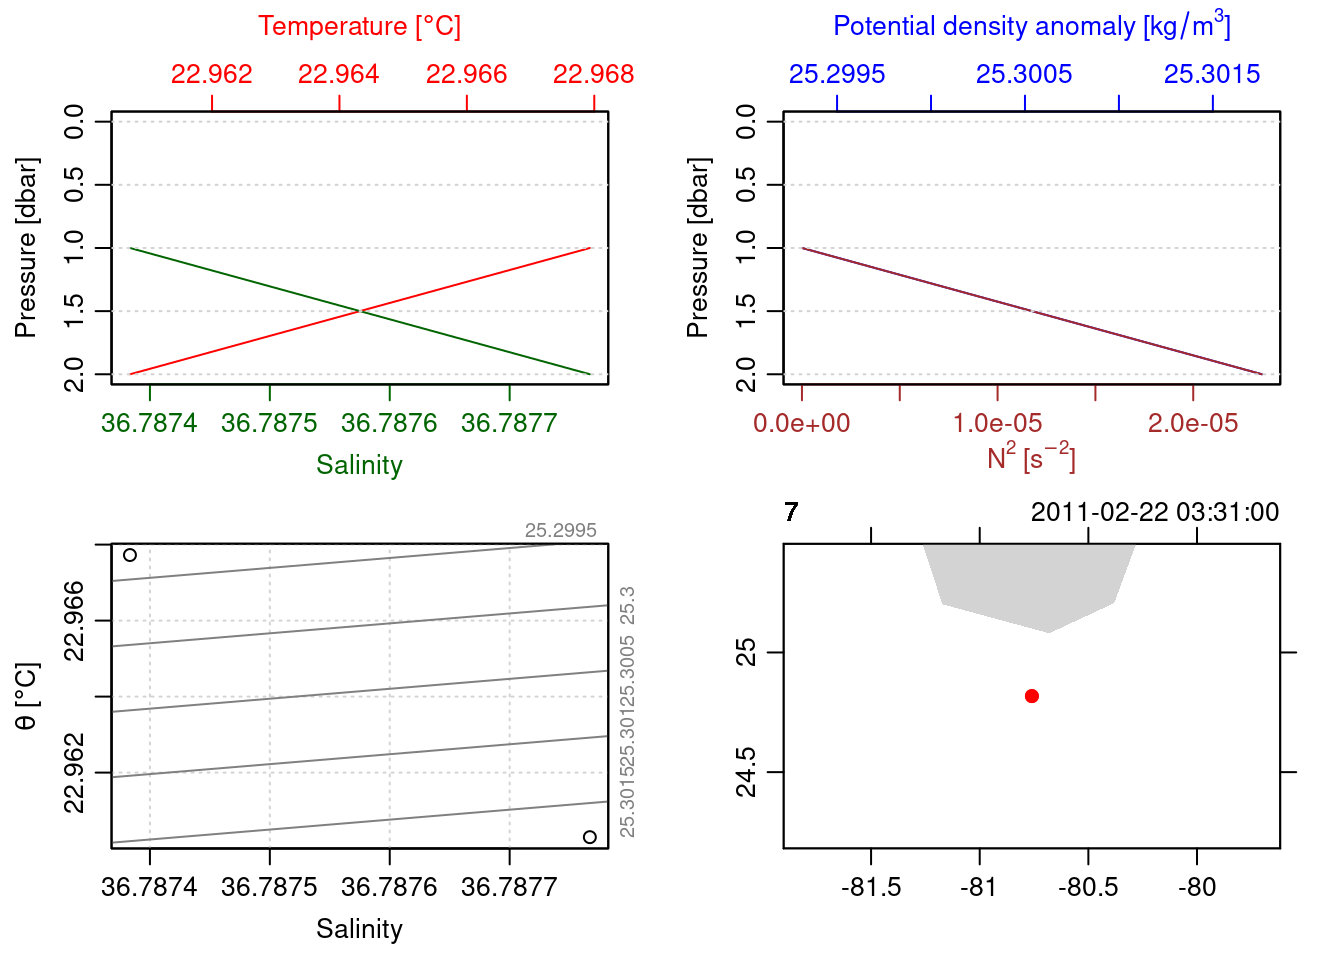 Temperature [°C]
22.962 22.964 22.966 22.968
Pressure [dbar]
0.0
0.5
1.0
1.5
2.0
36.7874 36.7875 36.7876 36.7877
Salinity
Potential density anomaly [kg/m³]
25.2995 25.3005 25.3015
Pressure [dbar]
0.0
0.5
1.0
1.5
2.0
0.0e+00 1.0e-05 2.0e-05
N² [s⁻²]
25.2995
θ [°C]
22.966
22.962
25.3
25.3005
25.301
25.3015
36.7874 36.7875 36.7876 36.7877
Salinity
7 2011-02-22 03:31:00
25
24.5
-81.5 -81 -80.5 -80